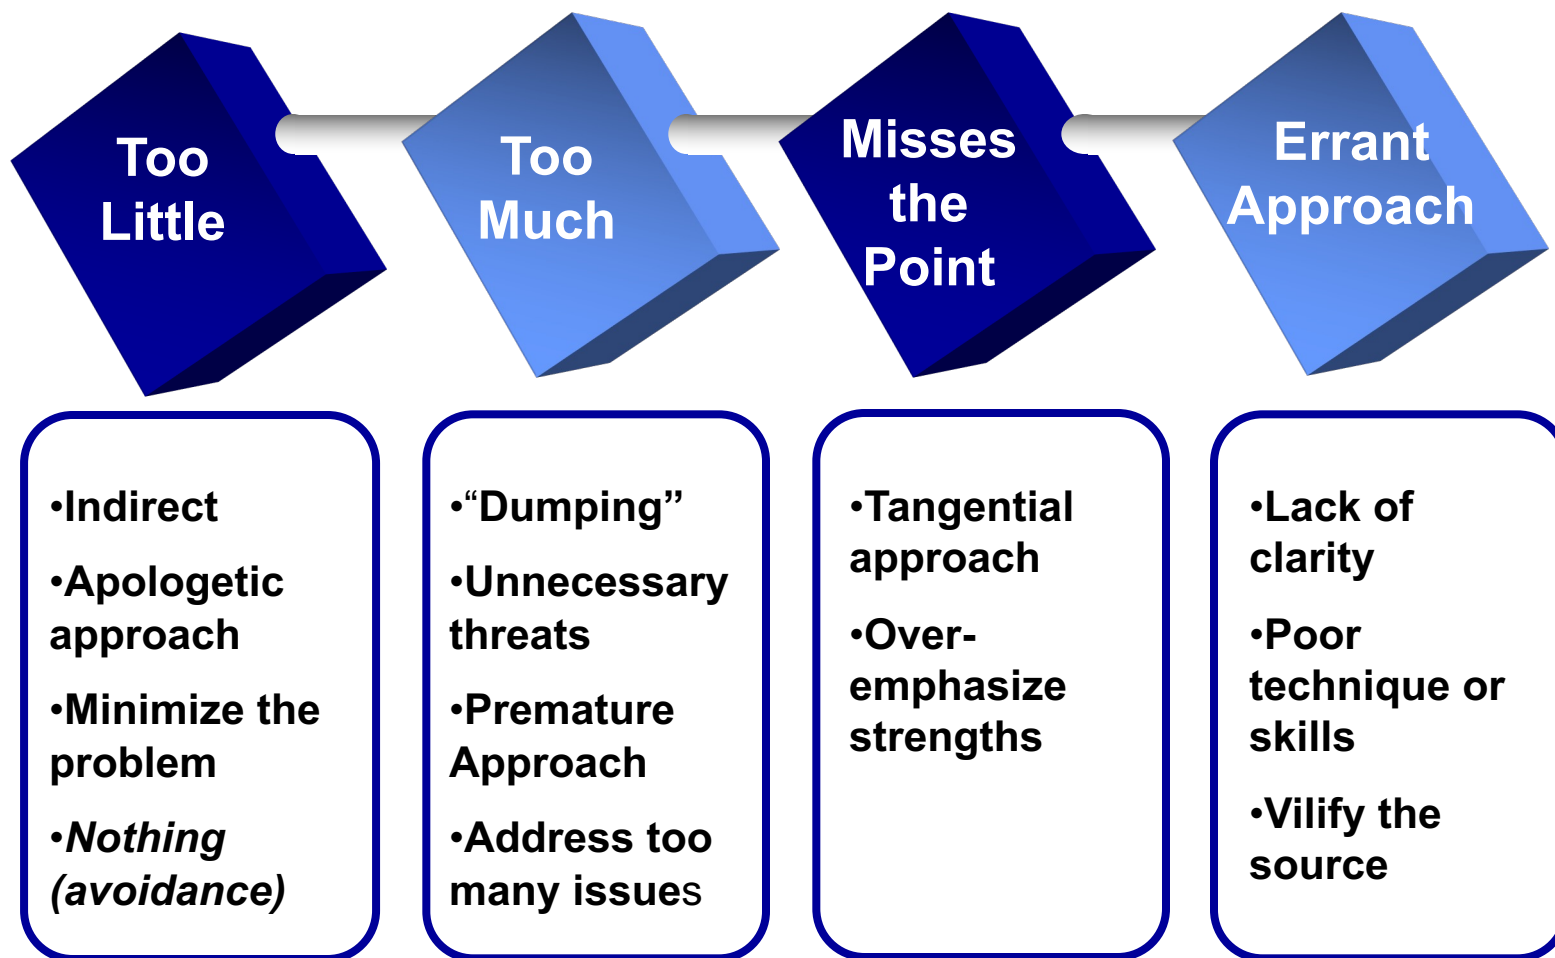 Too
Little
Too
Much
Misses
the
Point
Errant
Approach
•Indirect
•Apologetic
approach
•Minimize the
problem
•Nothing
(avoidance)
•“Dumping”
•Unnecessary
threats
•Premature
Approach
•Address too
many issues
•Tangential
approach
•Over-
emphasize
strengths
•Lack of
clarity
•Poor
technique or
skills
•Vilify the
source